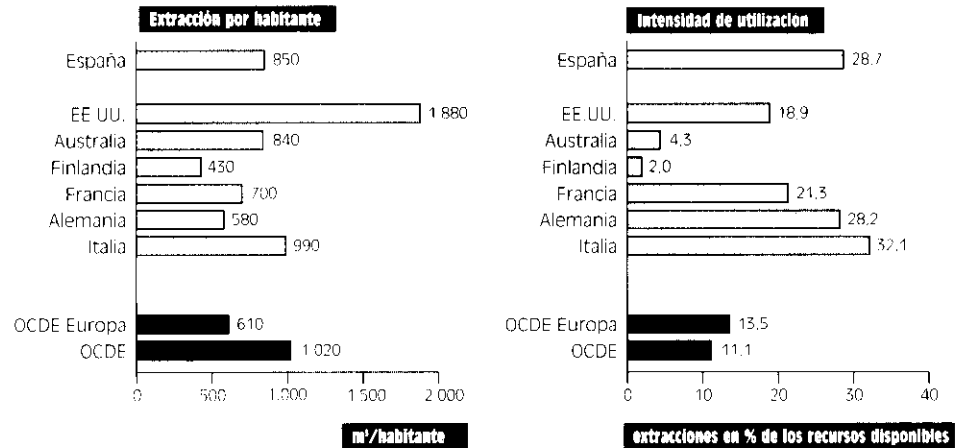 Extracción por habitante
España 850
EE UU. 1 880
Australia 840
Finlandia 430
Francia 700
Alemania 580
Italia 990
OCDE Europa 610
OCDE 1 020
0 500 1.000 1 500 2 000
m³/habitante
Intensidad de utilización
España 28,7
EE.UU. 18,9
Australia 4,3
Finlandia 2,0
Francia 21,3
Alemania 28,2
Italia 32,1
OCDE Europa 13,5
OCDE 11,1
0 10 20 30 40
extracciones en % de los recursos disponibles